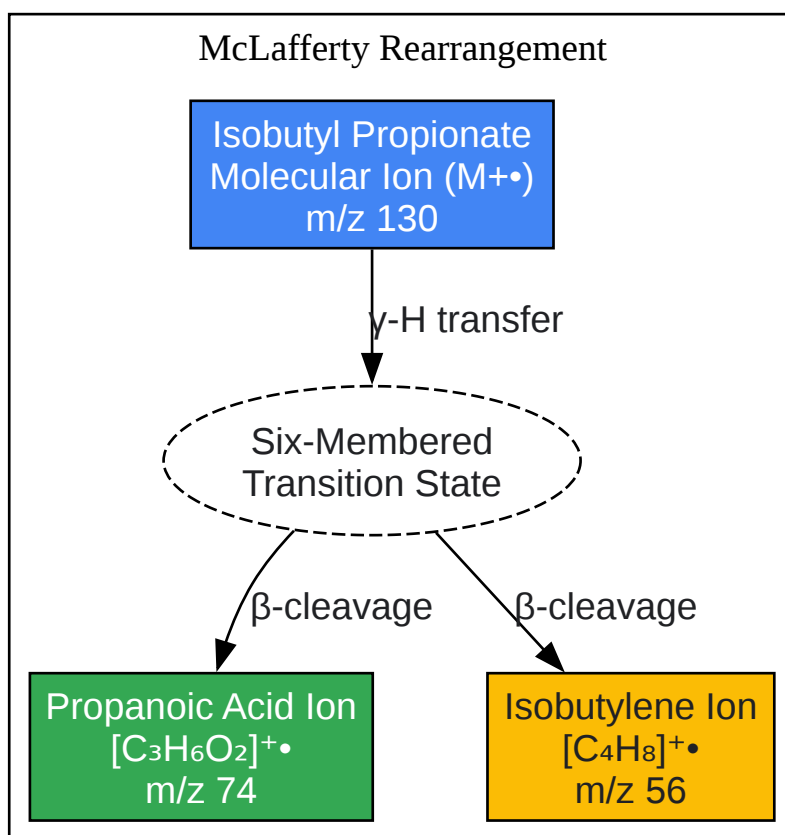 McLafferty Rearrangement
Isobutyl Propionate
Molecular Ion (M+•)
m/z 130
γ-H transfer
Six-Membered
Transition State
β-cleavage
β-cleavage
Propanoic Acid Ion
[C₃H₆O₂]⁺•
m/z 74
Isobutylene Ion
[C₄H₈]⁺•
m/z 56